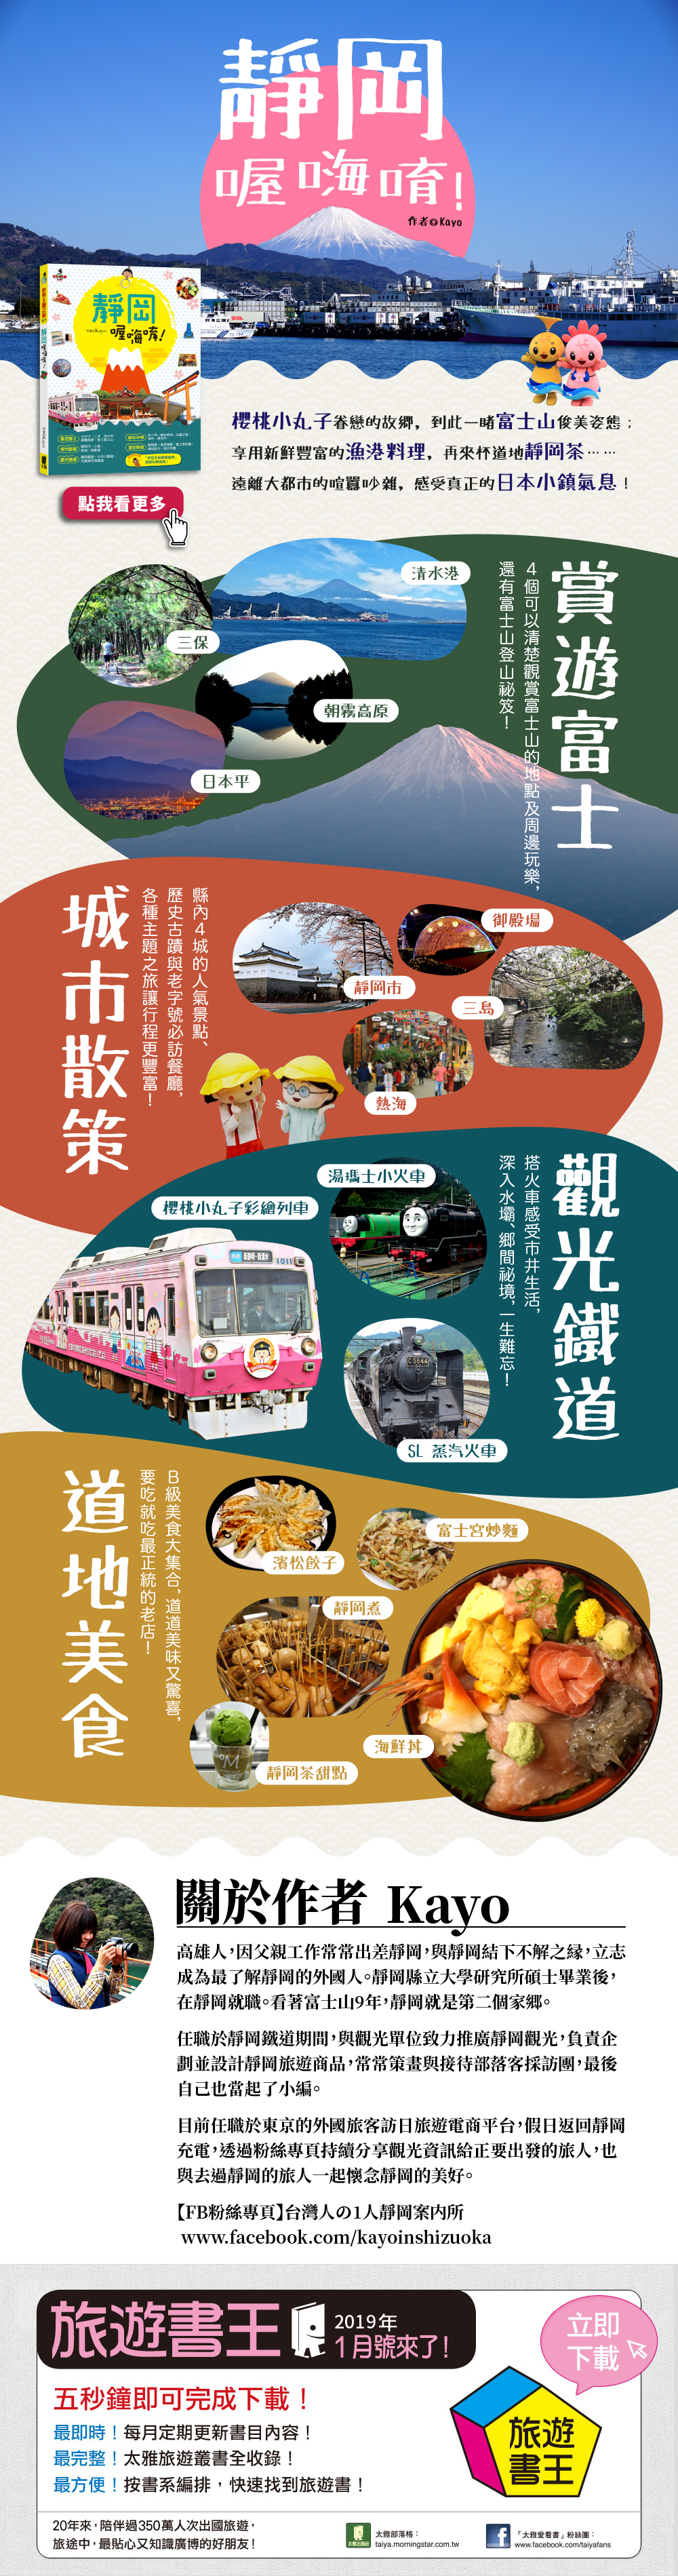 靜岡
喔嗨唷!
作者◎Kayo
靜岡
喔嗨唷!
點我看更多
櫻桃小丸子眷戀的故鄉，到此一睹富士山俊美姿態；
享用新鮮豐富的漁港料理，再來杯道地靜岡茶⋯⋯
遠離大都市的喧囂吵雜，感受真正的日本小鎮氣息！
賞遊富士
4個可以清楚觀賞富士山的地點及周邊玩樂，
還有富士山登山祕笈！
清水港
三保
朝霧高原
日本平
城市散策
縣內4城的人氣景點、
歷史古蹟與老字號必訪餐廳，
各種主題之旅讓行程更豐富！
御殿場
靜岡市
三島
熱海
觀光鐵道
搭火車感受市井生活，
深入水壩、鄉間祕境，一生難忘！
湯瑪士小火車
櫻桃小丸子彩繪列車
1011
C5644
SL 蒸汽火車
道地美食
B級美食大集合，道道美味又驚喜，
要吃就吃最正統的老店！
濱松餃子
富士宮炒麵
靜岡煮
海鮮丼
靜岡茶甜點
關於作者 Kayo
高雄人，因父親工作常常出差靜岡，與靜岡結下不解之緣，立志
成為最了解靜岡的外國人。靜岡縣立大學研究所碩士畢業後，
在靜岡就職。看著富士山9年，靜岡就是第二個家鄉。
任職於靜岡鐵道期間，與觀光單位致力推廣靜岡觀光，負責企
劃並設計靜岡旅遊商品，常常策畫與接待部落客採訪團，最後
自己也當起了小編。
目前任職於東京的外國旅客訪日旅遊電商平台，假日返回靜岡
充電，透過粉絲專頁持續分享觀光資訊給正要出發的旅人，也
與去過靜岡的旅人一起懷念靜岡的美好。
【FB粉絲專頁】台灣人の1人靜岡案内所
www.facebook.com/kayoinshizuoka
旅遊書王
2019年
1月號來了!
立即
下載
五秒鐘即可完成下載！
最即時！每月定期更新書目內容！
最完整！太雅旅遊叢書全收錄！
最方便！按書系編排，快速找到旅遊書！
旅遊
書王
20年來，陪伴過350萬人次出國旅遊，
旅途中，最貼心又知識廣博的好朋友！
太雅部落格：
taiya.morningstar.com.tw
「太雅愛看書」粉絲團：
www.facebook.com/taiyafans